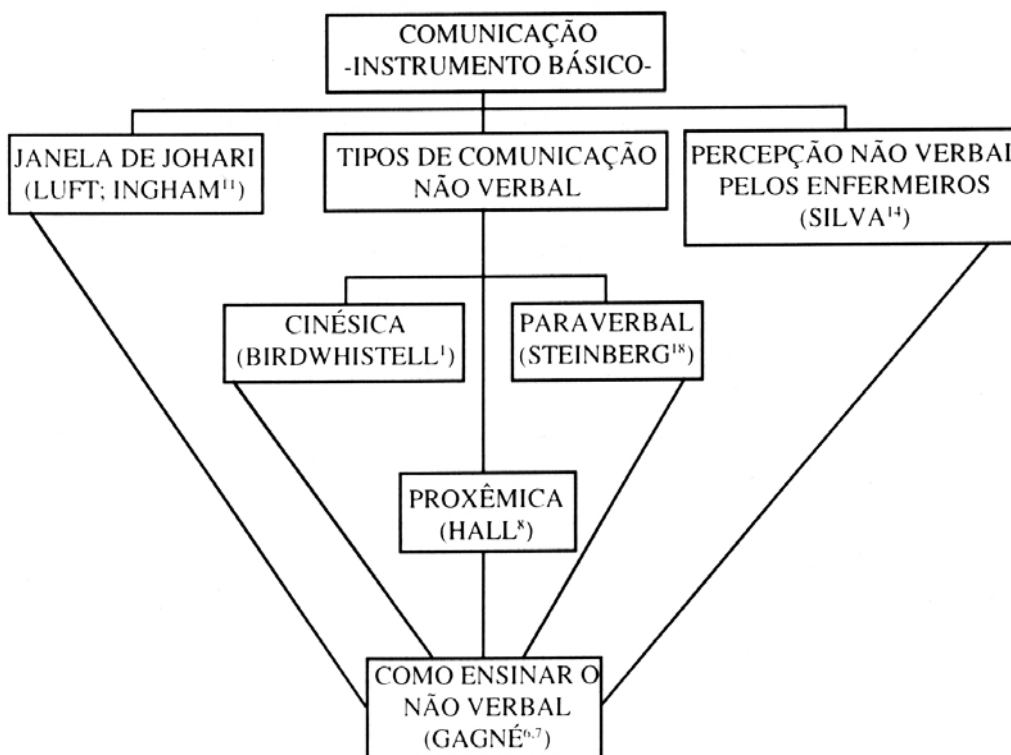 COMUNICAÇÃO
-INSTRUMENTO BÁSICO-
JANELA DE JOHARI
(LUFT; INGHAM¹¹)
TIPOS DE COMUNICAÇÃO
NÃO VERBAL
PERCEPÇÃO NÃO VERBAL
PELOS ENFERMEIROS
(SILVA¹⁴)
CINÉSICA
(BIRDWHISTELL¹)
PARAVERBAL
(STEINBERG¹⁸)
PROXÊMICA
(HALL⁸)
COMO ENSINAR O
NÃO VERBAL
(GAGNÉ⁶·⁷)